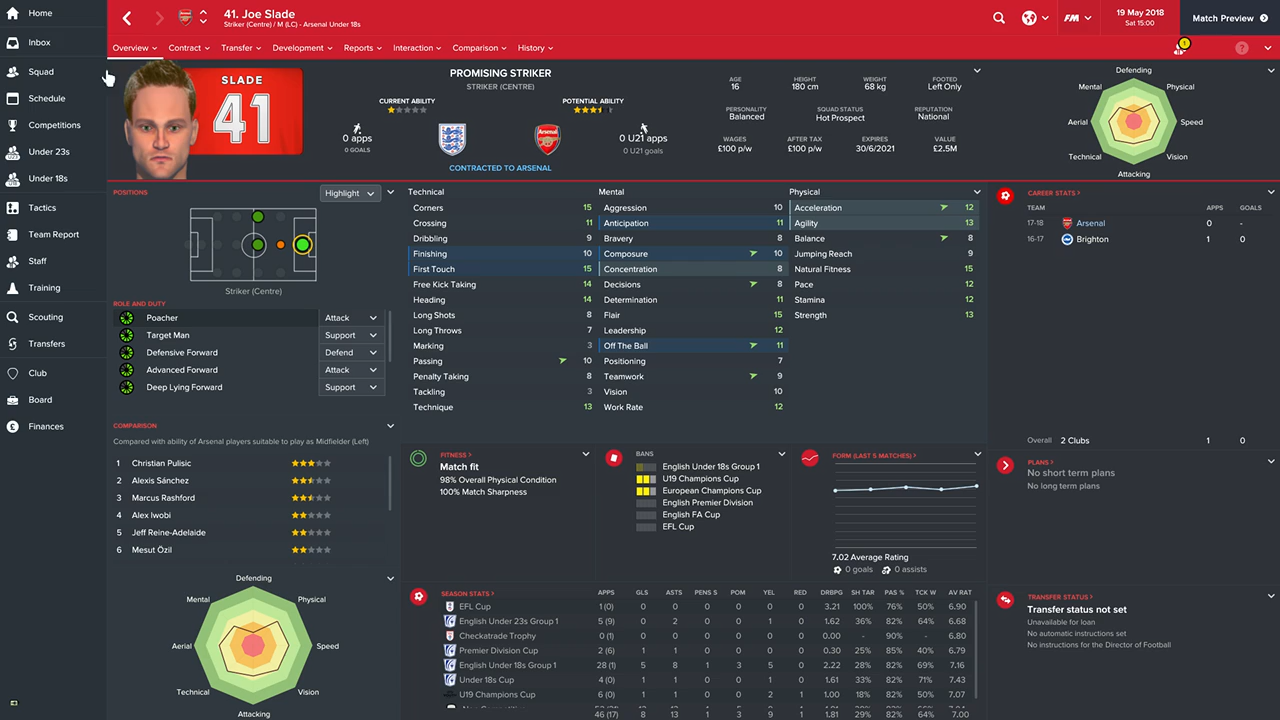 Home
Inbox
Squad
Schedule
Competitions
Under 23s
Under 18s
Tactics
Team Report
Staff
Training
Scouting
Transfers
Club
Board
Finances
41. Joe Slade
Striker (Centre) / M (LC) - Arsenal Under 18s
FM
19 May 2018
Sat 15:00
Match Preview
Overview Contract Transfer Development Reports Interaction Comparison History
1
?
SLADE
41
PROMISING STRIKER
STRIKER (CENTRE)
CURRENT ABILITY
POTENTIAL ABILITY
0 apps
0 GOALS
Arsenal
0 U21 apps
0 U21 goals
CONTRACTED TO ARSENAL
AGE HEIGHT WEIGHT FOOTED
16 180 cm 68 kg Left Only
PERSONALITY SQUAD STATUS REPUTATION
Balanced Hot Prospect National
WAGES AFTER TAX EXPIRES VALUE
£100 p/w £100 p/w 30/6/2021 £2.5M
Defending
Mental Physical
Aerial Speed
Technical Vision
Attacking
POSITIONS
Highlight
Striker (Centre)
ROLE AND DUTY
Poacher Attack
Target Man Support
Defensive Forward Defend
Advanced Forward Attack
Deep Lying Forward Support
COMPARISON
Compared with ability of Arsenal players suitable to play as Midfielder (Left)
1 Christian Pulisic
2 Alexis Sánchez
3 Marcus Rashford
4 Alex Iwobi
5 Jeff Reine-Adelaide
6 Mesut Özil
Defending
Mental Physical
Aerial Speed
Technical Vision
Attacking
Technical
Corners 15
Crossing 11
Dribbling 9
Finishing 10
First Touch 15
Free Kick Taking 14
Heading 14
Long Shots 8
Long Throws 7
Marking 3
Passing 10
Penalty Taking 8
Tackling 3
Technique 13
Mental
Aggression 10
Anticipation 11
Bravery 8
Composure 10
Concentration 8
Decisions 8
Determination 11
Flair 15
Leadership 12
Off The Ball 11
Positioning 7
Teamwork 9
Vision 10
Work Rate 12
Physical
Acceleration 12
Agility 13
Balance 8
Jumping Reach 9
Natural Fitness 15
Pace 12
Stamina 12
Strength 13
CAREER STATS >
TEAM APPS GOALS
17-18 Arsenal 0 -
16-17 Brighton 1 0
Overall 2 Clubs 1 0
FITNESS >
Match fit
98% Overall Physical Condition
100% Match Sharpness
BANS
English Under 18s Group 1
U19 Champions Cup
European Champions Cup
English Premier Division
English FA Cup
EFL Cup
FORM (LAST 5 MATCHES) >
7.02 Average Rating
0 goals 0 assists
PLANS >
No short term plans
No long term plans
SEASON STATS > APPS GLS ASTS PENS S POM YEL RED DRBPG SH TAR PAS % TCK W AV RAT
EFL Cup 1 (0) 0 0 0 0 0 0 3.21 100% 76% 50% 6.90
English Under 23s Group 1 5 (9) 0 2 0 0 1 0 1.62 36% 82% 64% 6.68
Checkatrade Trophy 0 (1) 0 0 0 0 0 0 0.00 - 90% - 6.80
Premier Division Cup 2 (6) 1 1 0 0 0 0 0.30 25% 85% 40% 6.79
English Under 18s Group 1 28 (1) 5 8 1 3 5 0 2.22 28% 82% 69% 7.16
Under 18s Cup 4 (0) 1 1 0 0 1 0 1.61 33% 82% 71% 7.43
U19 Champions Cup 6 (0) 1 1 0 0 2 1 1.00 18% 82% 50% 7.07
46 (17) 8 13 1 3 9 1 1.81 29% 82% 64% 7.00
TRANSFER STATUS >
Transfer status not set
Unavailable for loan
No automatic instructions set
No instructions for the Director of Football